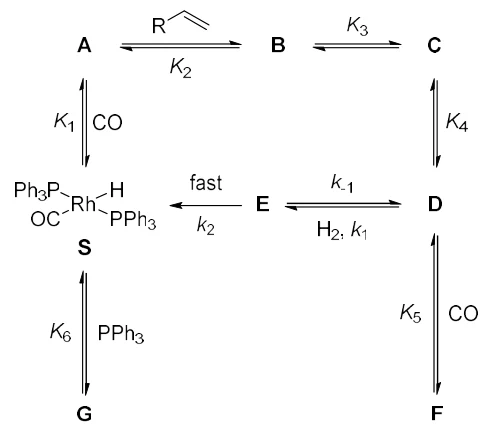 R
A K2 B K3 C
K1 CO K4
Ph3P H
Rh
OC PPh3
fast E k-1 D
k2 H2, k1
S
K6 PPh3 K5 CO
G F